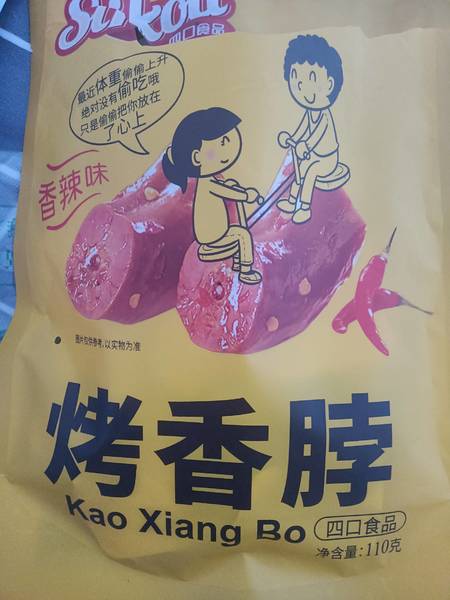 SiKou
四口食品
最近体重偷偷上升
绝对没有偷吃哦
只是偷偷把你放在
了心上
香辣味
图片仅供参考,以实物为准
烤香脖
Kao Xiang Bo
四口食品
净含量:110克